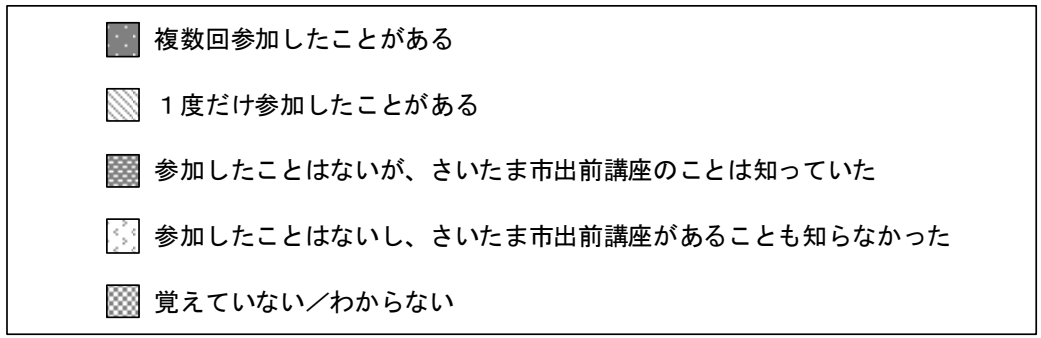 複数回参加したことがある
１度だけ参加したことがある
参加したことはないが、さいたま市出前講座のことは知っていた
参加したことはないし、さいたま市出前講座があることも知らなかった
覚えていない／わからない